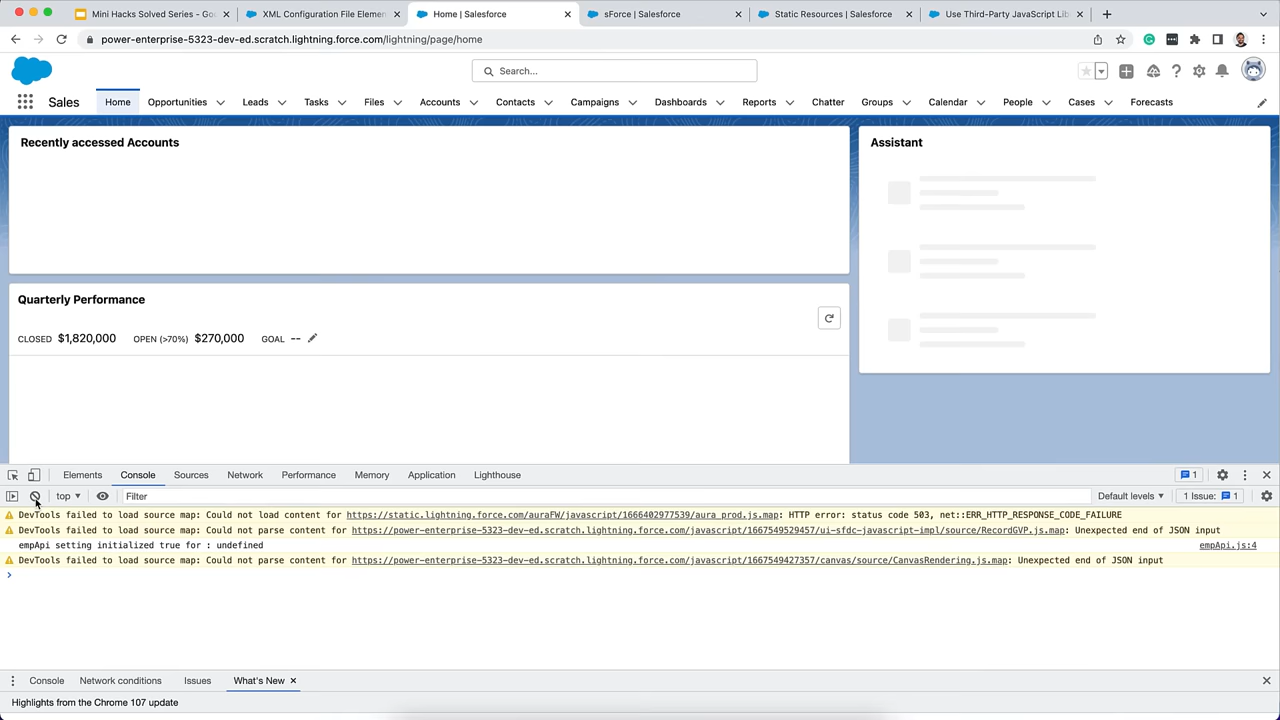 Mini Hacks Solved Series - Go
XML Configuration File Elemen
Home | Salesforce
sForce | Salesforce
Static Resources | Salesforce
Use Third-Party JavaScript Lib
power-enterprise-5323-dev-ed.scratch.lightning.force.com/lightning/page/home
Search...
Sales
Home
Opportunities
Leads
Tasks
Files
Accounts
Contacts
Campaigns
Dashboards
Reports
Chatter
Groups
Calendar
People
Cases
Forecasts
Recently accessed Accounts
Assistant
Quarterly Performance
CLOSED $1,820,000 OPEN (>70%) $270,000 GOAL --
Elements Console Sources Network Performance Memory Application Lighthouse 1
top Filter Default levels 1 Issue: 1
DevTools failed to load source map: Could not load content for https://static.lightning.force.com/auraFW/javascript/1666402977539/aura_prod.js.map: HTTP error: status code 503, net::ERR_HTTP_RESPONSE_CODE_FAILURE
DevTools failed to load source map: Could not parse content for https://power-enterprise-5323-dev-ed.scratch.lightning.force.com/javascript/1667549529457/ui-sfdc-javascript-impl/source/RecordGVP.js.map: Unexpected end of JSON input
empApi setting initialized true for : undefined empApi.js:4
DevTools failed to load source map: Could not parse content for https://power-enterprise-5323-dev-ed.scratch.lightning.force.com/javascript/1667549427357/canvas/source/CanvasRendering.js.map: Unexpected end of JSON input
Console Network conditions Issues What's New
Highlights from the Chrome 107 update